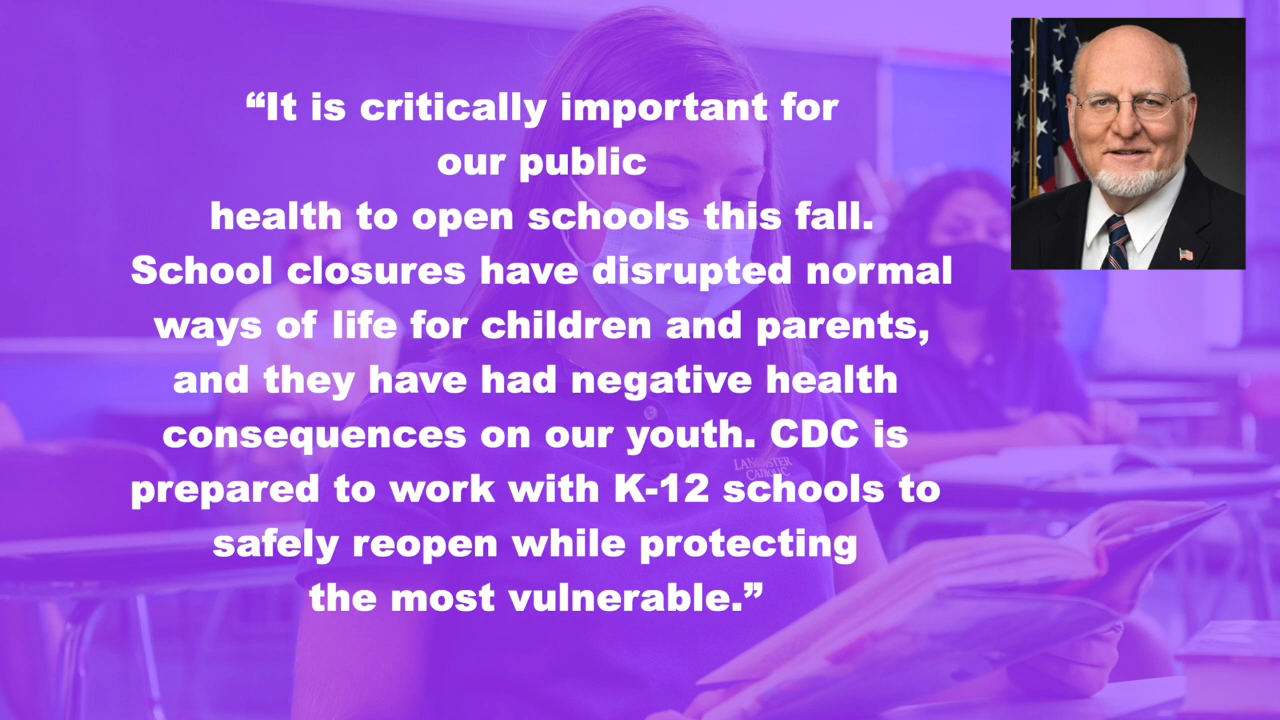 “It is critically important for
our public
health to open schools this fall.
School closures have disrupted normal
ways of life for children and parents,
and they have had negative health
consequences on our youth. CDC is
prepared to work with K-12 schools to
safely reopen while protecting
the most vulnerable.”
LANCASTER
CATHOLIC